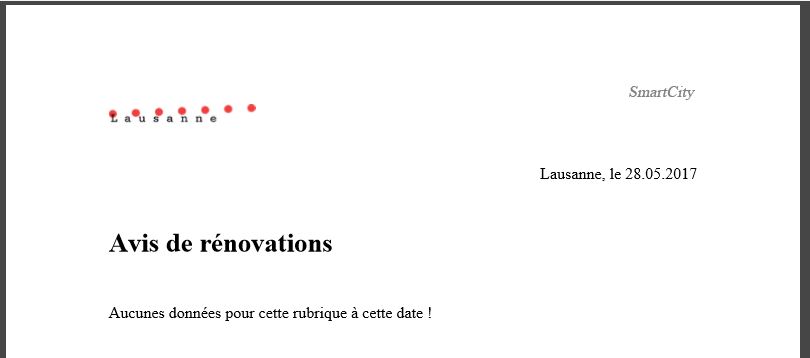 SmartCity
Lausanne
Lausanne, le 28.05.2017
Avis de rénovations
Aucunes données pour cette rubrique à cette date !